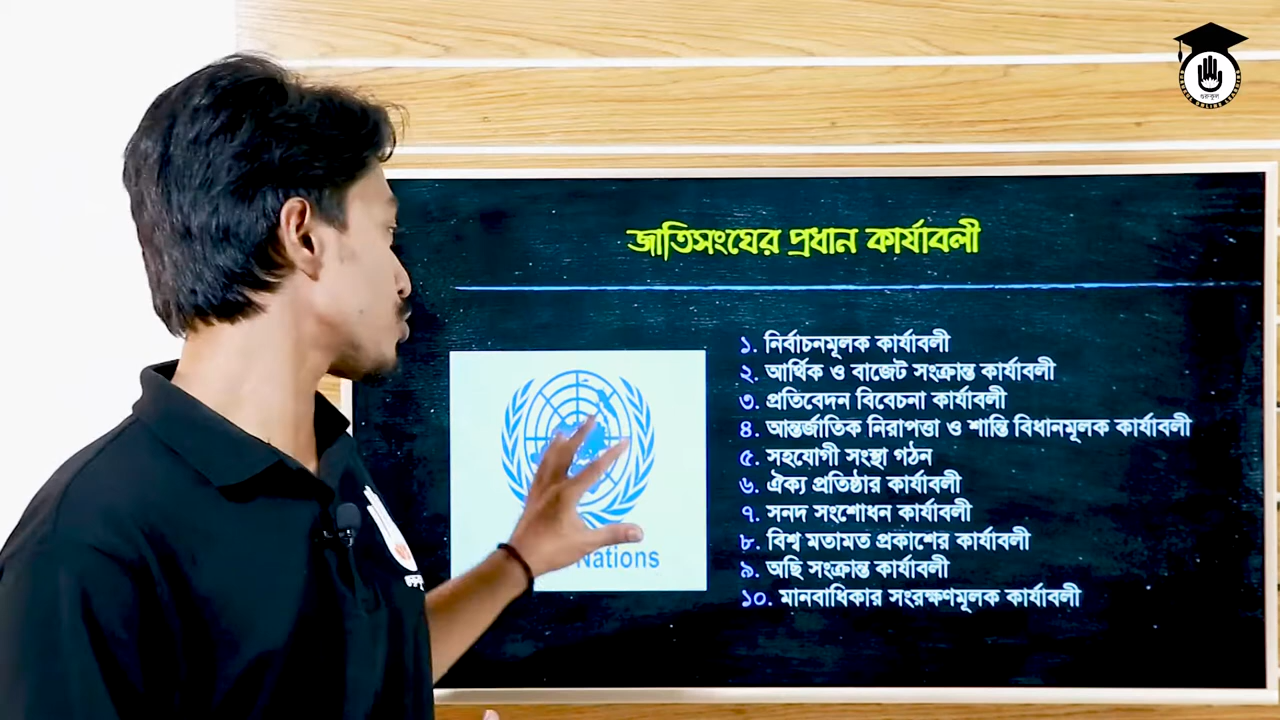 জাতিসংঘের প্রধান কার্যাবলী
১. নির্বাচনমূলক কার্যাবলী
২. আর্থিক ও বাজেট সংক্রান্ত কার্যাবলী
৩. প্রতিবেদন বিবেচনা কার্যাবলী
৪. আন্তর্জাতিক নিরাপত্তা ও শান্তি বিধানমূলক কার্যাবলী
৫. সহযোগী সংস্থা গঠন
৬. ঐক্য প্রতিষ্ঠার কার্যাবলী
৭. সনদ সংশোধন কার্যাবলী
৮. বিশ্ব মতামত প্রকাশের কার্যাবলী
৯. অছি সংক্রান্ত কার্যাবলী
১০. মানবাধিকার সংরক্ষণমূলক কার্যাবলী
Nations
গুরুকুল